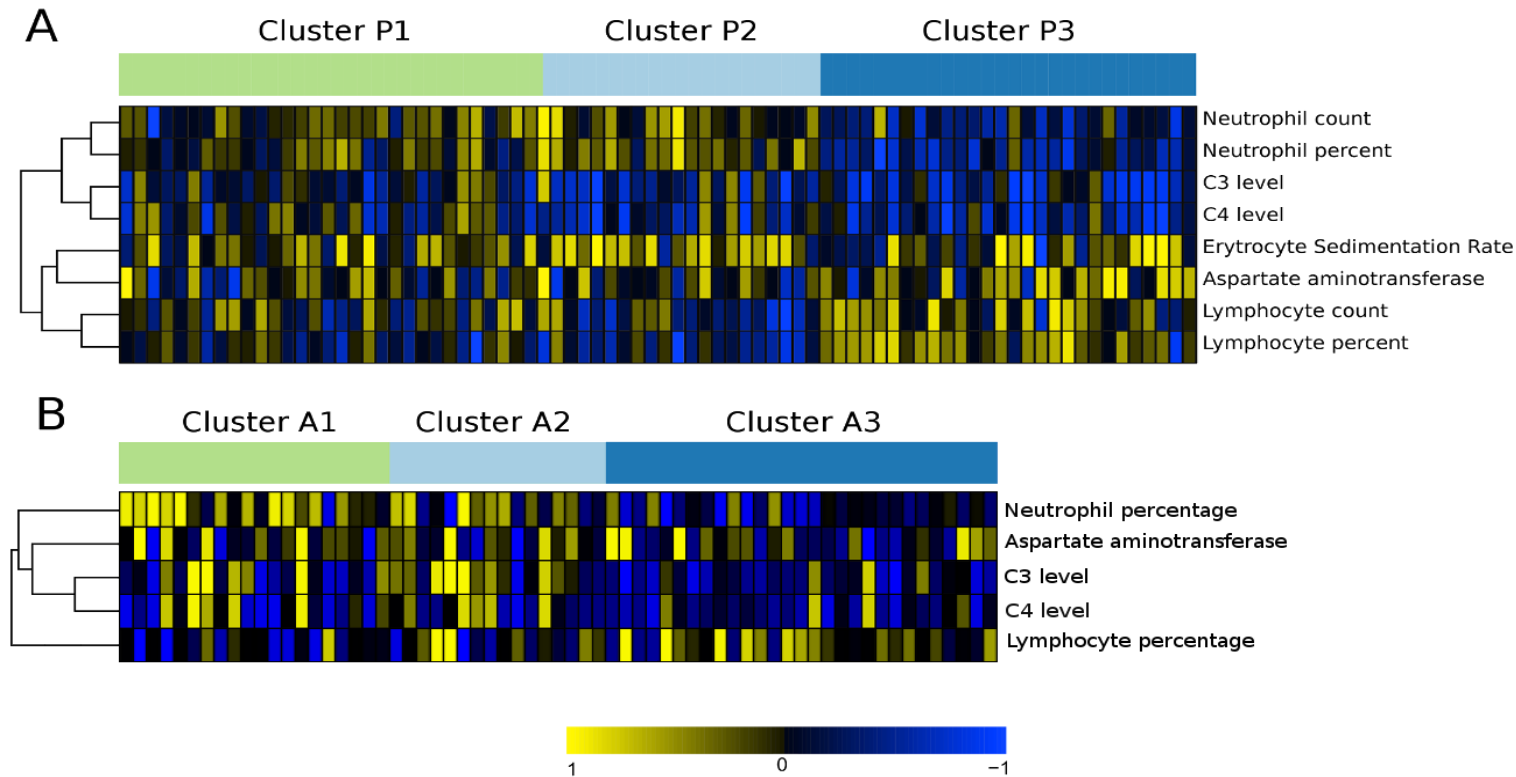 A
Cluster P1 Cluster P2 Cluster P3
Neutrophil count
Neutrophil percent
C3 level
C4 level
Erytrocyte Sedimentation Rate
Aspartate aminotransferase
Lymphocyte count
Lymphocyte percent
B
Cluster A1 Cluster A2 Cluster A3
Neutrophil percentage
Aspartate aminotransferase
C3 level
C4 level
Lymphocyte percentage
1 0 −1